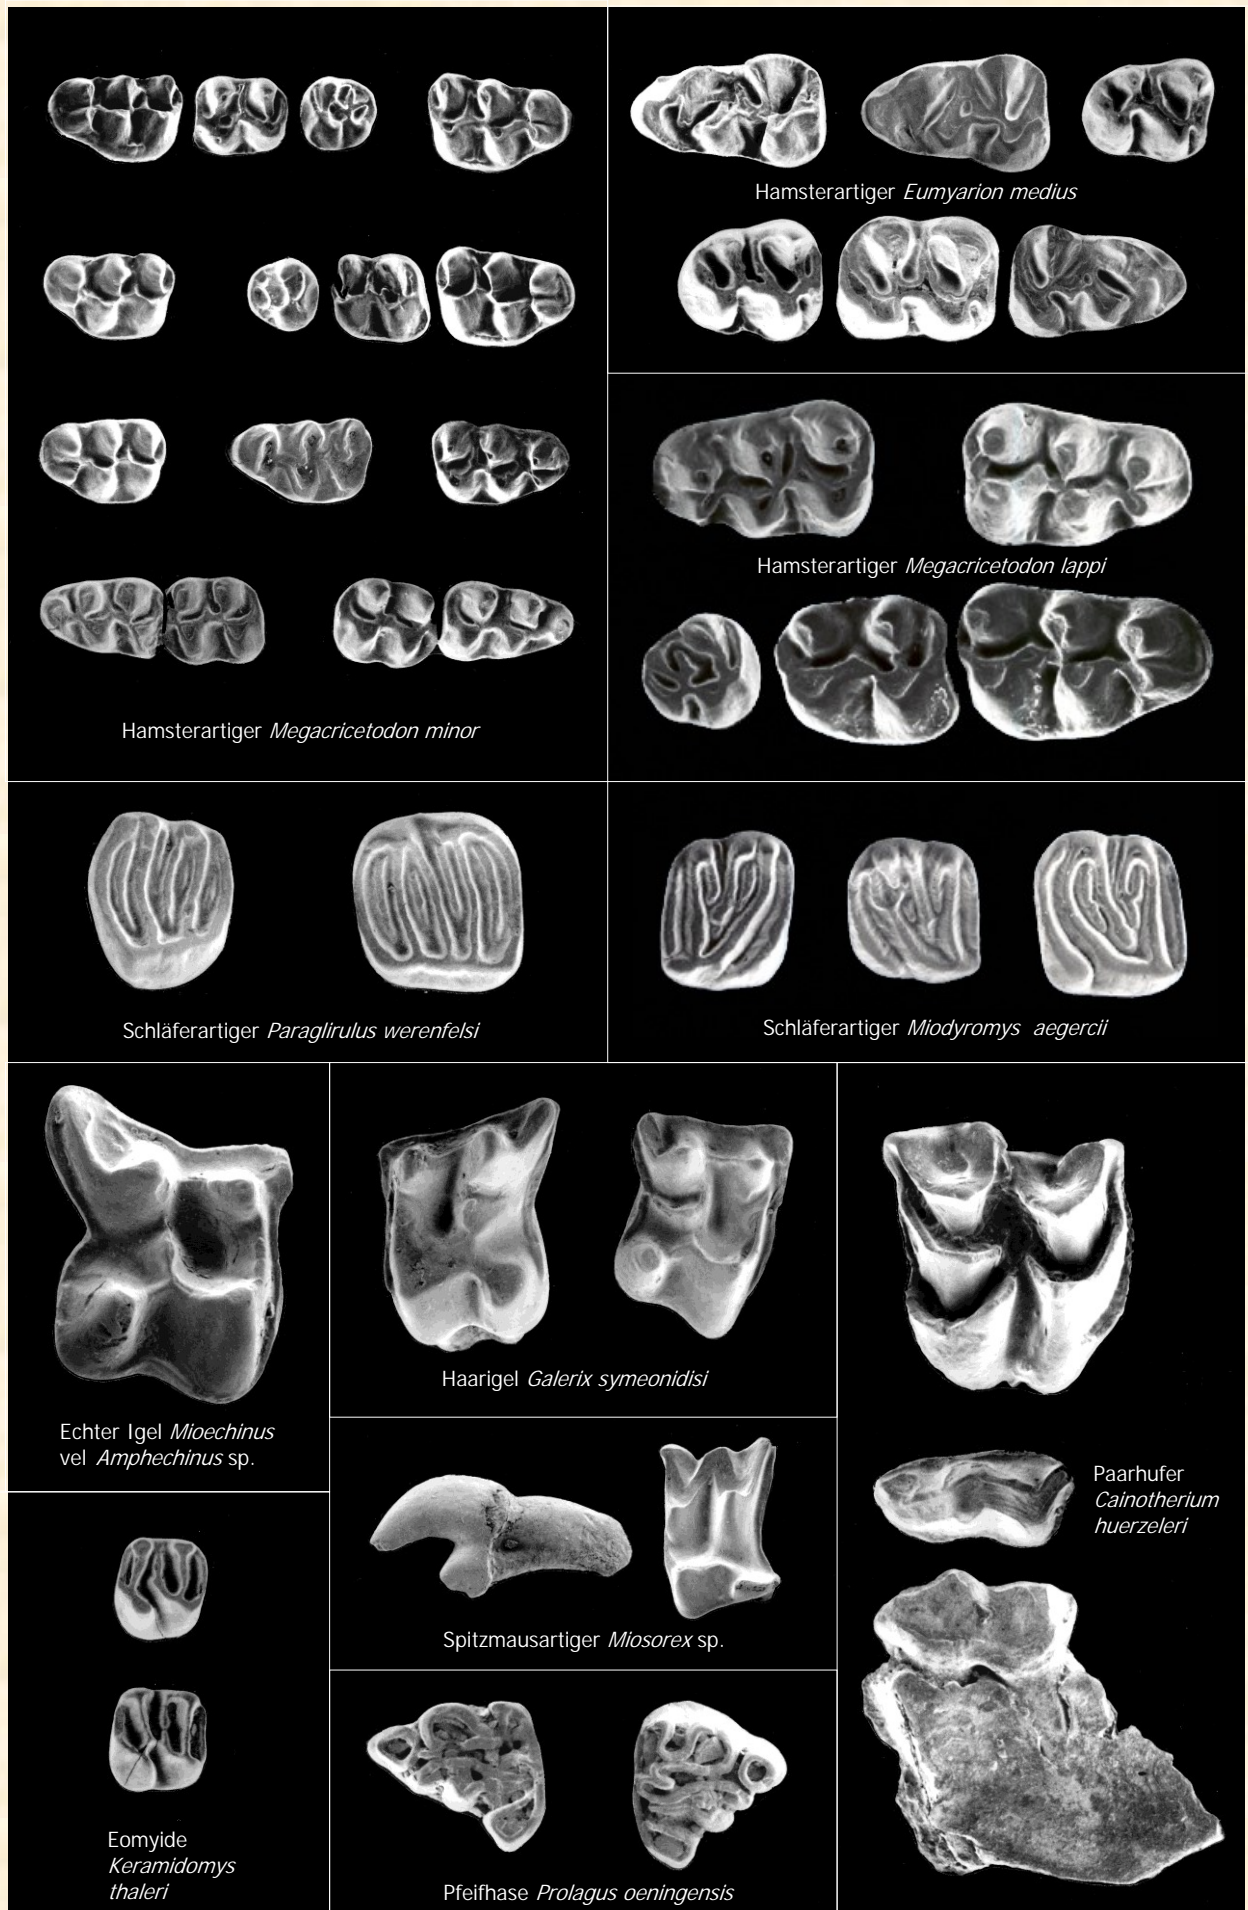 Hamsterartiger Eumyarion medius
Hamsterartiger Megacricetodon lappi
Hamsterartiger Megacricetodon minor
Schläferartiger Paraglirulus werenfelsi
Schläferartiger Miodyromys aegercii
Haarigel Galerix symeonidisi
Echter Igel Mioechinus
vel Amphechinus sp.
Paarhufer
Cainotherium
huerzeleri
Spitzmausartiger Miosorex sp.
Eomyide
Keramidomys
thaleri
Pfeifhase Prolagus oeningensis